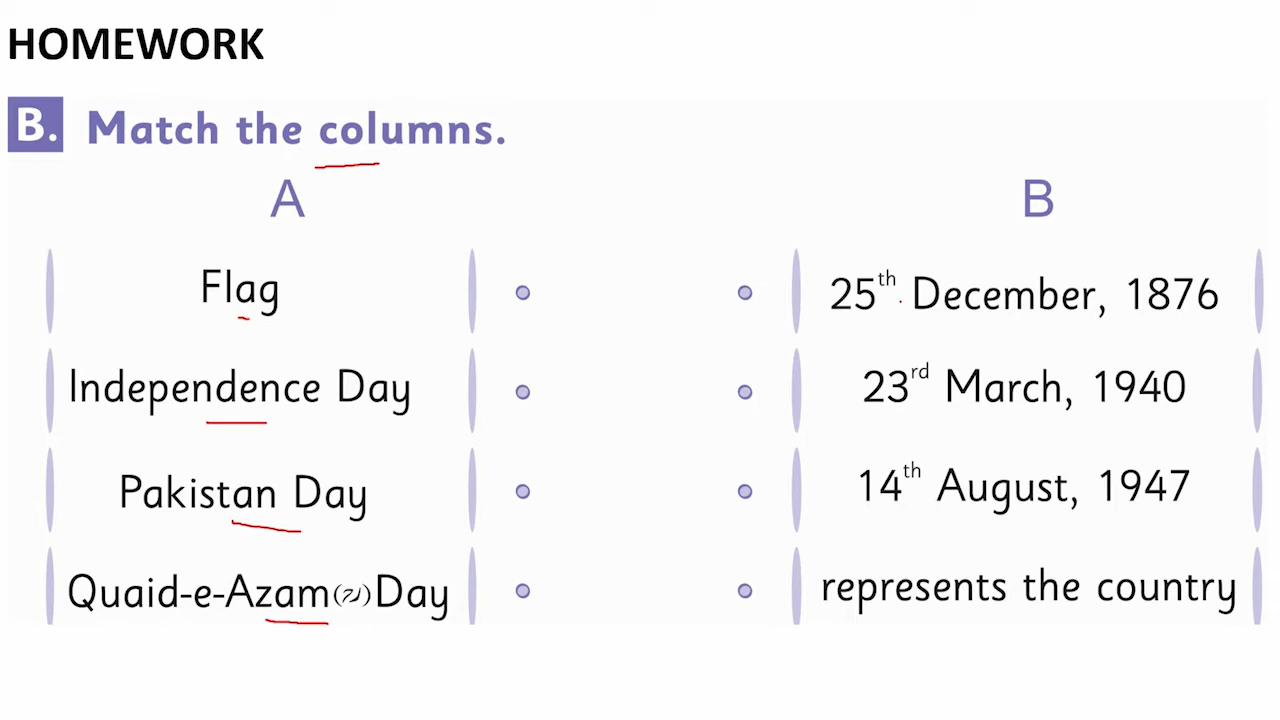 HOMEWORK
B. Match the columns.
A B
Flag 25th December, 1876
Independence Day 23rd March, 1940
Pakistan Day 14th August, 1947
Quaid-e-Azam(رح) Day represents the country